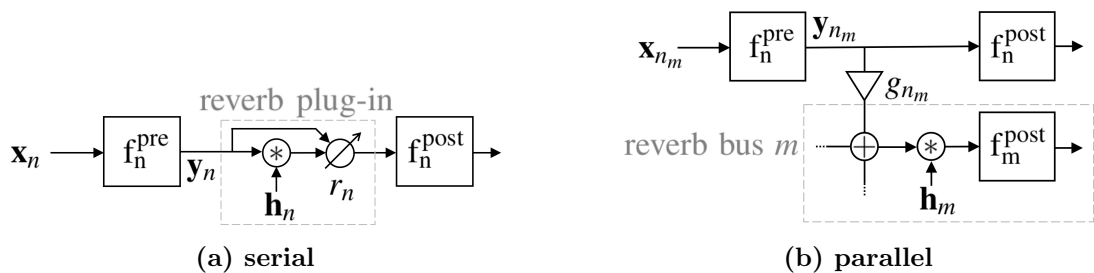 reverb plug-in
x_n
f_n^pre
y_n
*
h_n
r_n
f_n^post
(a) serial
x_{n_m}
f_n^pre
y_{n_m}
f_n^post
g_{n_m}
reverb bus m
...
+
*
h_m
f_m^post
...
(b) parallel